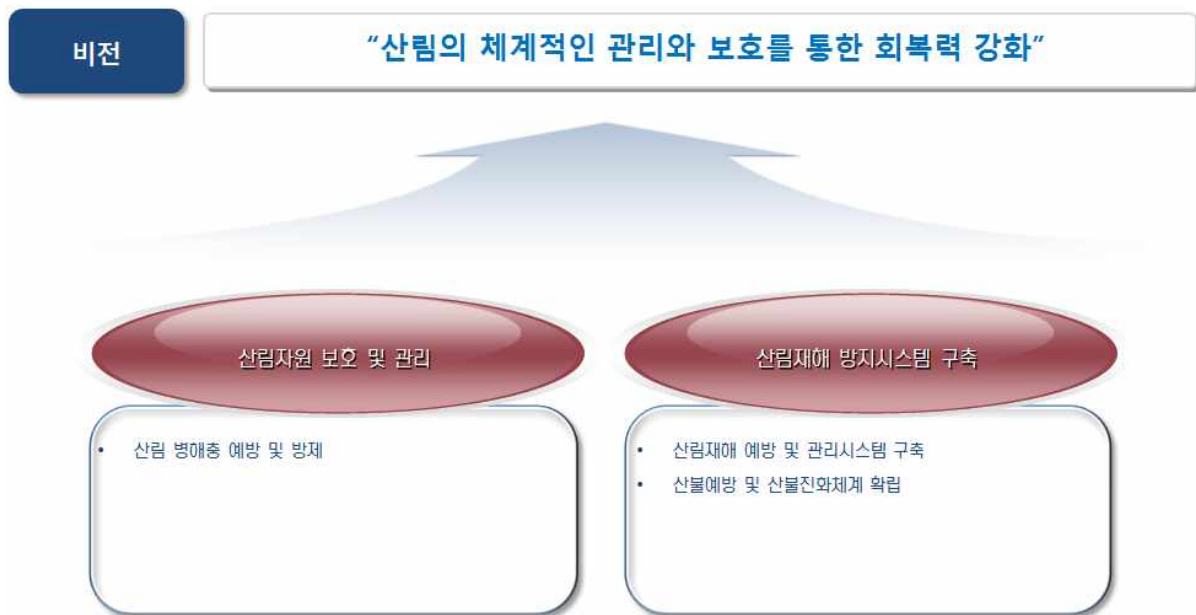 비전
“산림의 체계적인 관리와 보호를 통한 회복력 강화”
산림자원 보호 및 관리
• 산림 병해충 예방 및 방제
산림재해 방지시스템 구축
• 산림재해 예방 및 관리시스템 구축
• 산불예방 및 산불진화체계 확립